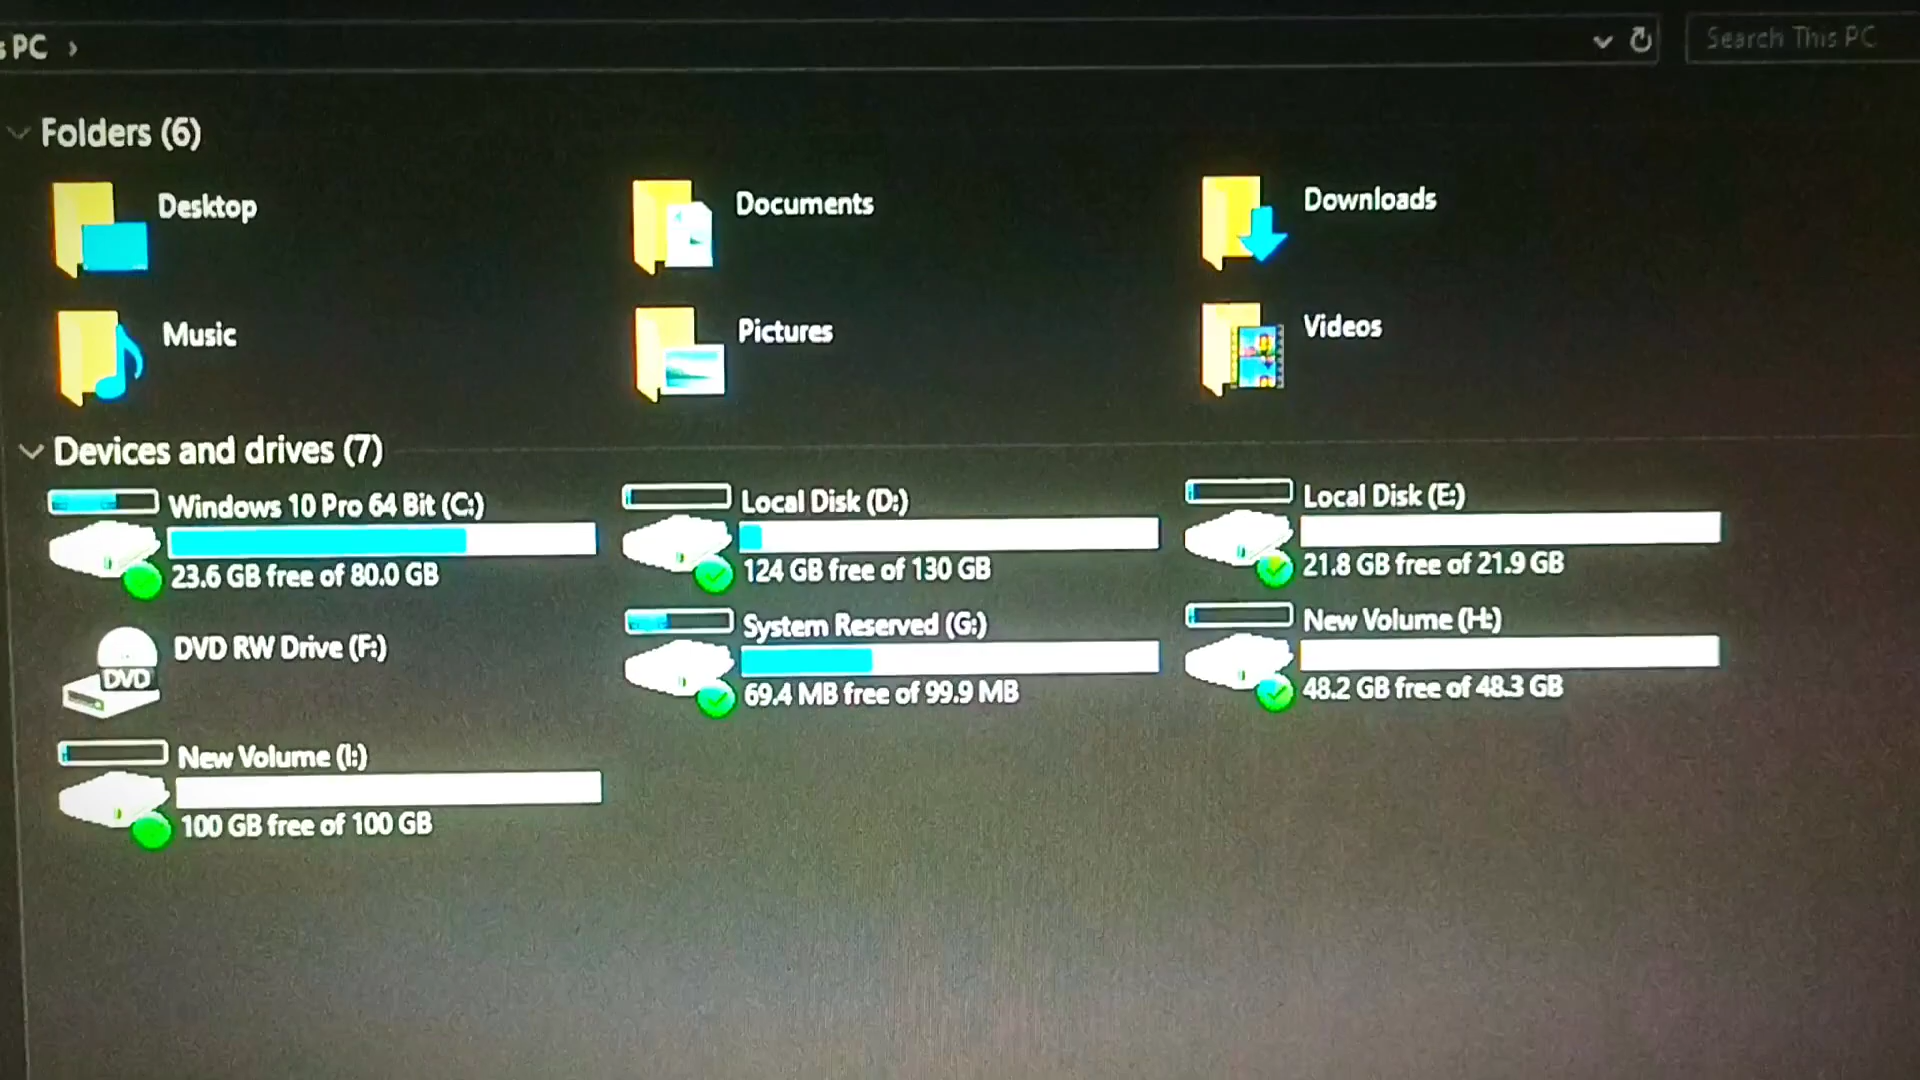 s PC >
Search This PC
Folders (6)
Desktop
Documents
Downloads
Music
Pictures
Videos
Devices and drives (7)
Windows 10 Pro 64 Bit (C:)
23.6 GB free of 80.0 GB
Local Disk (D:)
124 GB free of 130 GB
Local Disk (E:)
21.8 GB free of 21.9 GB
DVD RW Drive (F:)
DVD
System Reserved (G:)
69.4 MB free of 99.9 MB
New Volume (H:)
48.2 GB free of 48.3 GB
New Volume (I:)
100 GB free of 100 GB